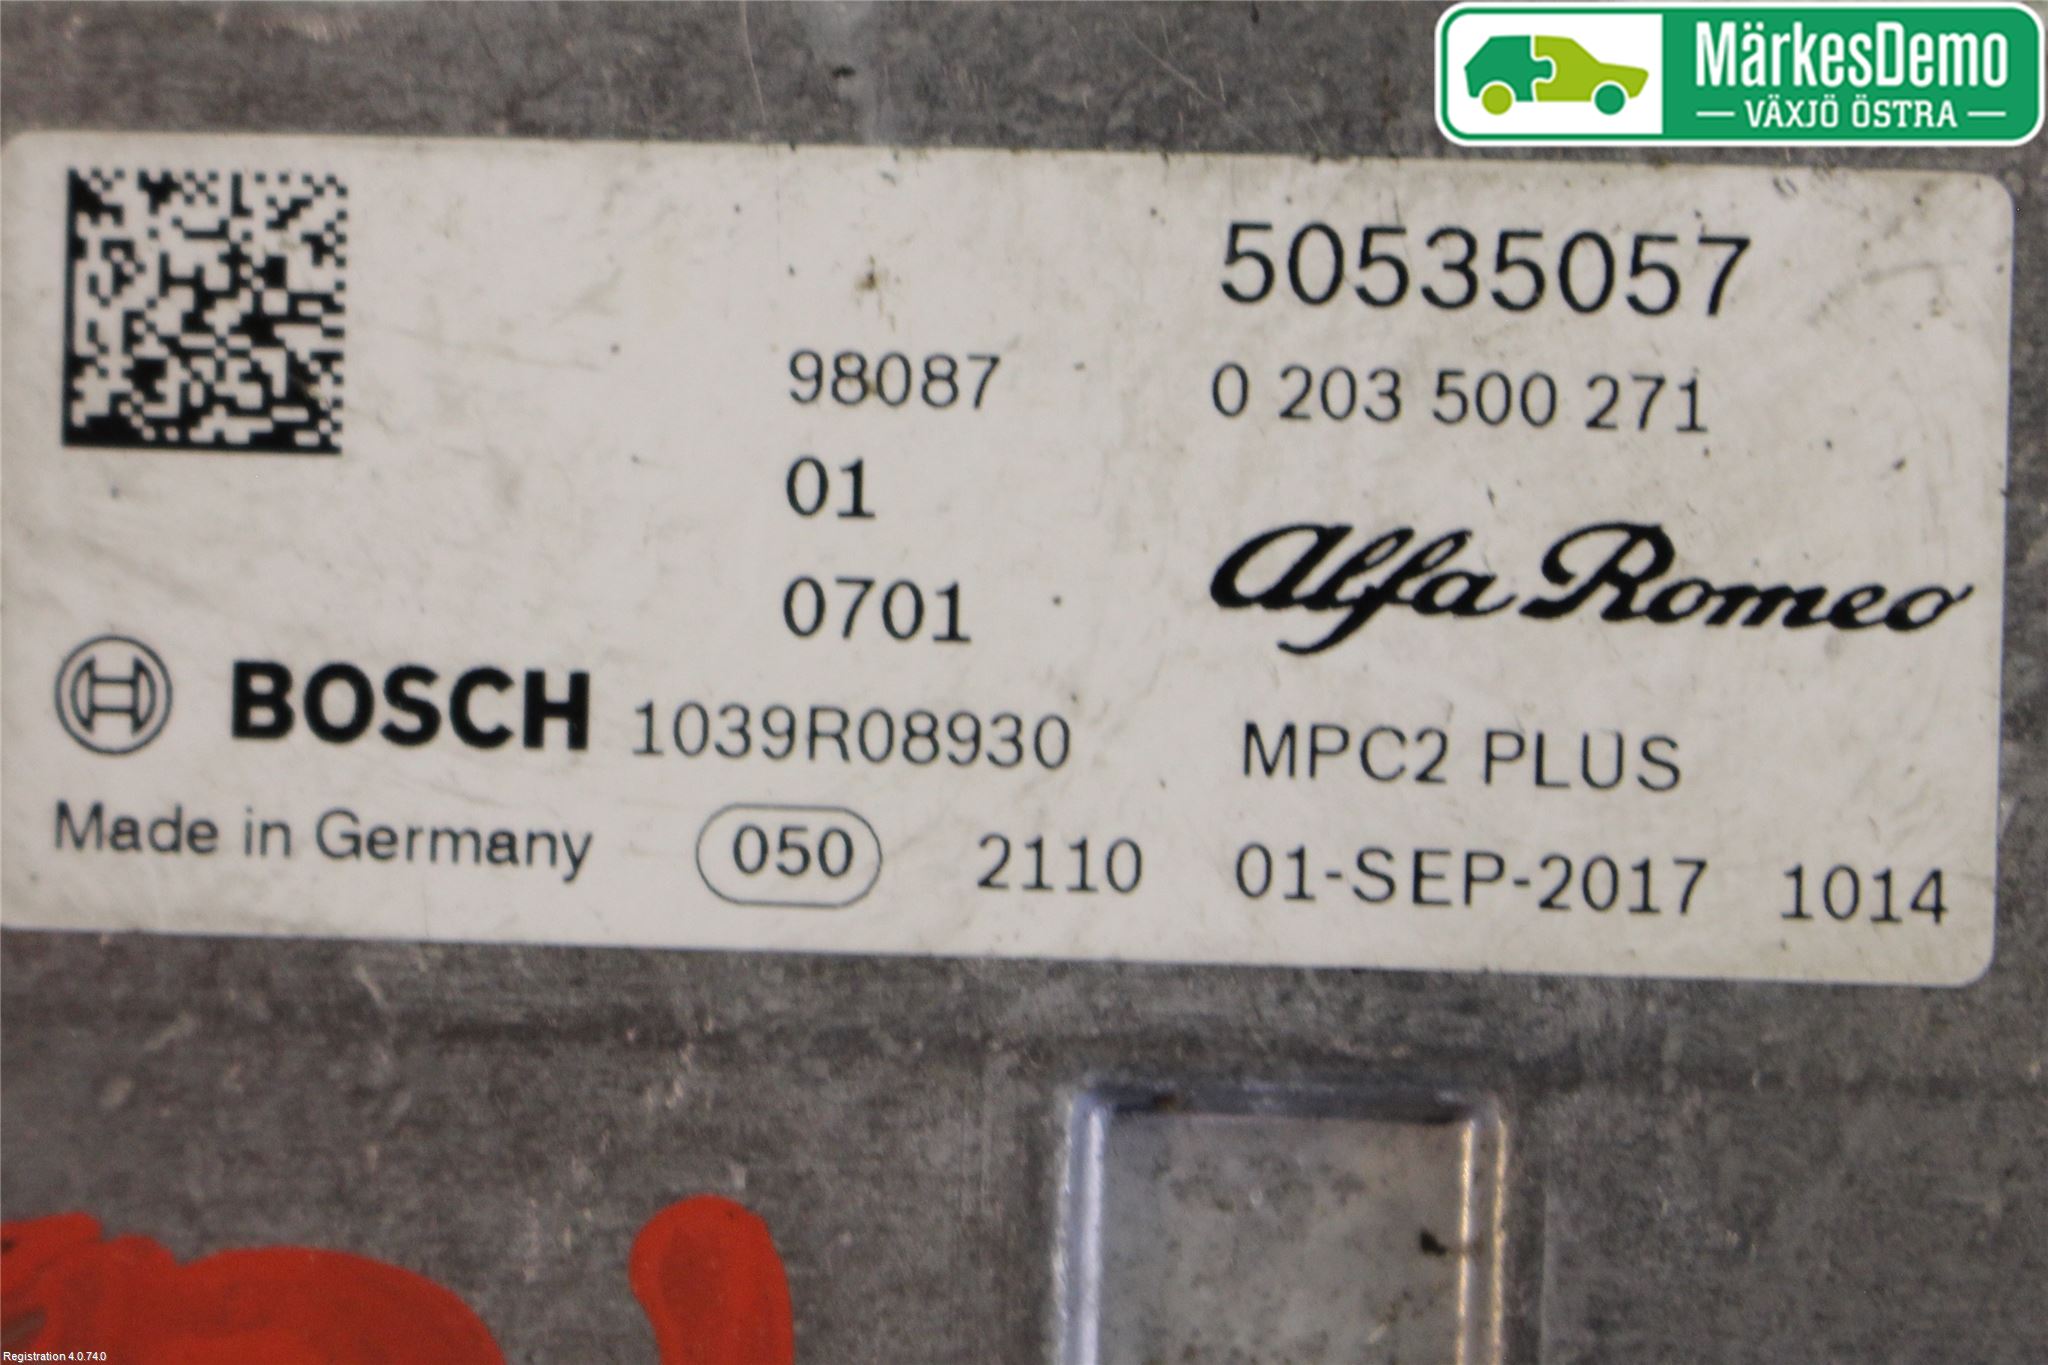 MärkesDemo
VÄXJÖ ÖSTRA
50535057
98087 0 203 500 271
01
Alfa Romeo
0701
BOSCH 1039R08930 MPC2 PLUS
Made in Germany 050 2110 01-SEP-2017 1014
Registration 4.0.74.0